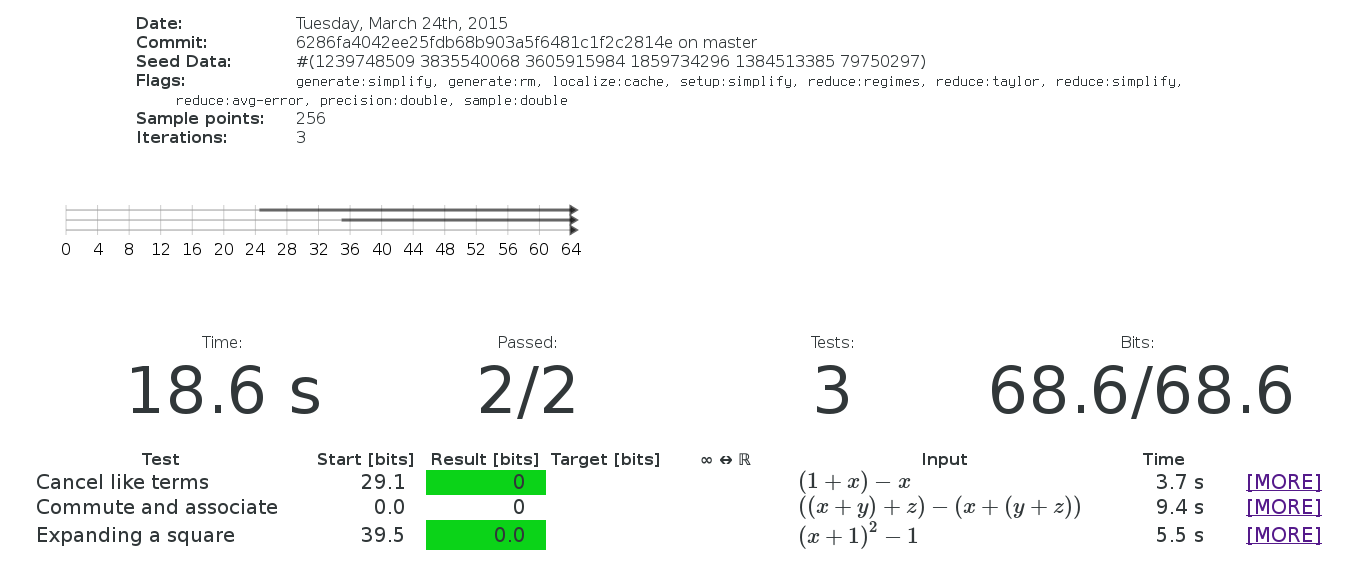 Date: Tuesday, March 24th, 2015
Commit: 6286fa4042ee25fdb68b903a5f6481c1f2c2814e on master
Seed Data: #(1239748509 3835540068 3605915984 1859734296 1384513385 79750297)
Flags: generate:simplify, generate:rm, localize:cache, setup:simplify, reduce:regimes, reduce:taylor, reduce:simplify,
reduce:avg-error, precision:double, sample:double
Sample points: 256
Iterations: 3
0 4 8 12 16 20 24 28 32 36 40 44 48 52 56 60 64
Time: Passed: Tests: Bits:
18.6 s 2/2 3 68.6/68.6
Test Start [bits] Result [bits] Target [bits] ∞ ↔ ℝ Input Time
Cancel like terms 29.1 0 (1 + x) − x 3.7 s [MORE]
Commute and associate 0.0 0 ((x + y) + z) − (x + (y + z)) 9.4 s [MORE]
Expanding a square 39.5 0.0 (x + 1)² − 1 5.5 s [MORE]